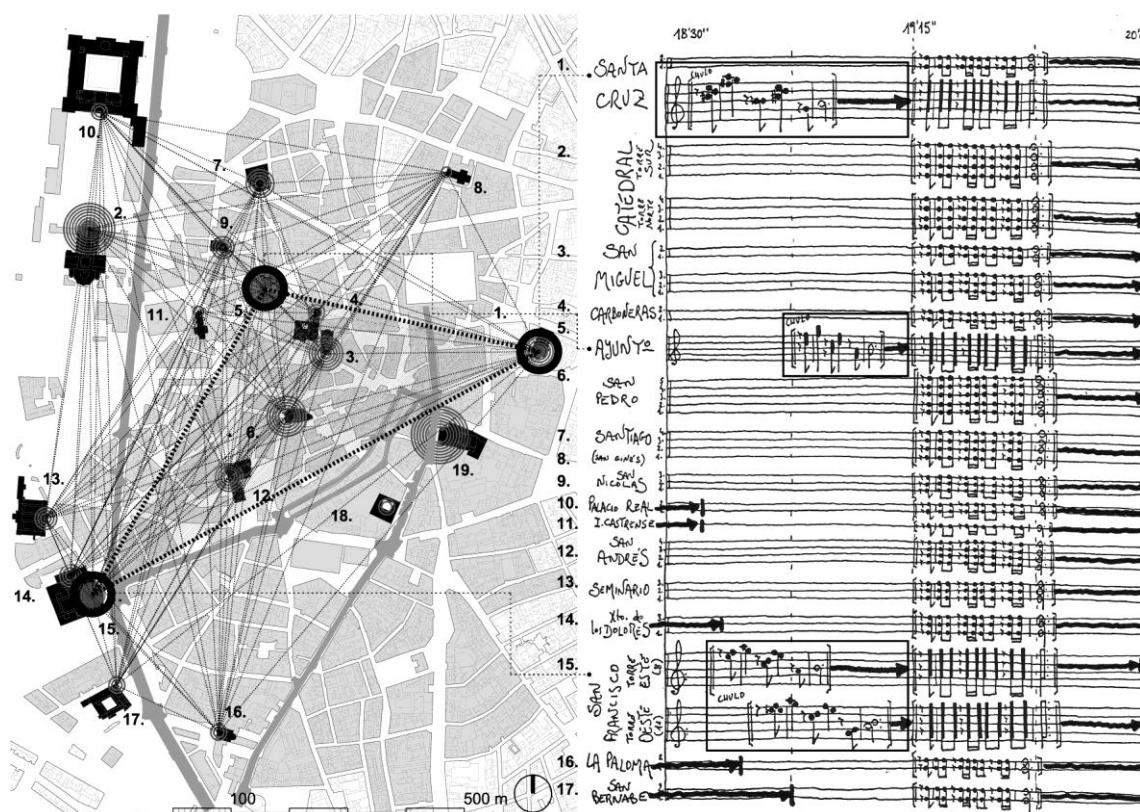 10.
7.
8.
2.
9.
5.
4.
1.
11.
3.
6.
19.
13.
12.
18.
14.
15.
16.
17.
100
500 m
18'30''
19'15''
1.
SANTA
CRUZ
CHULO
2.
CATEDRAL
TORRE SUR
TORRE NORTE
3.
SAN
MIGUEL
4.
CARBONERAS
5.
AYUNTº
CHULO
6.
SAN
PEDRO
7.
SANTIAGO
8.
(SAN GINÉS)
9.
SAN
NICOLAS
10.
PALACIO REAL
11.
I. CASTRENSE
12.
SAN
ANDRÉS
13.
SEMINARIO
14.
Xto. de
los DOLORES
15.
SAN
FRANCISCO
TORRE ESTE
CHULO
TORRE OESTE
CHULO
16.
LA PALOMA
17.
SAN
BERNABÉ